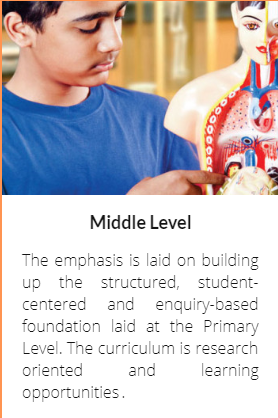 Middle Level
The emphasis is laid on building
up the structured, student-
centered and enquiry-based
foundation laid at the Primary
Level. The curriculum is research
oriented and learning
opportunities .